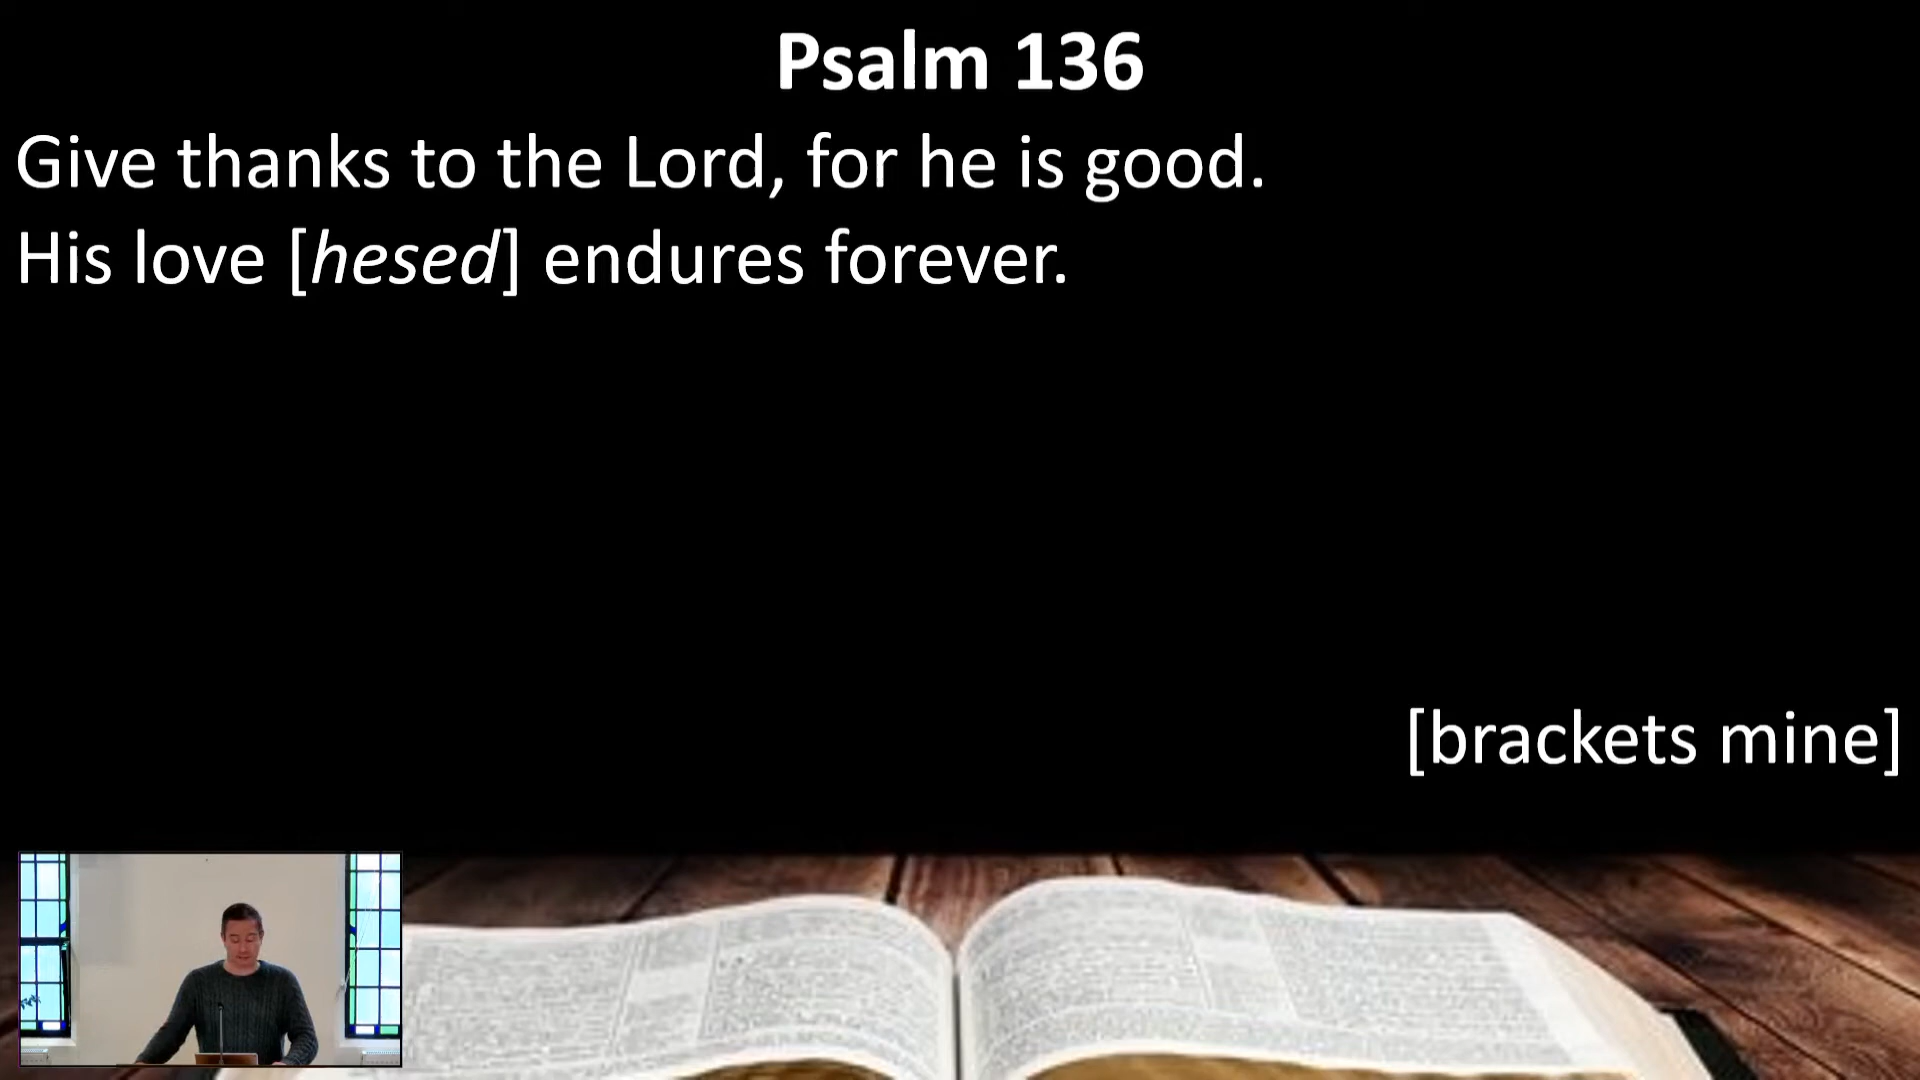 Psalm 136
Give thanks to the Lord, for he is good.
His love [hesed] endures forever.
[brackets mine]